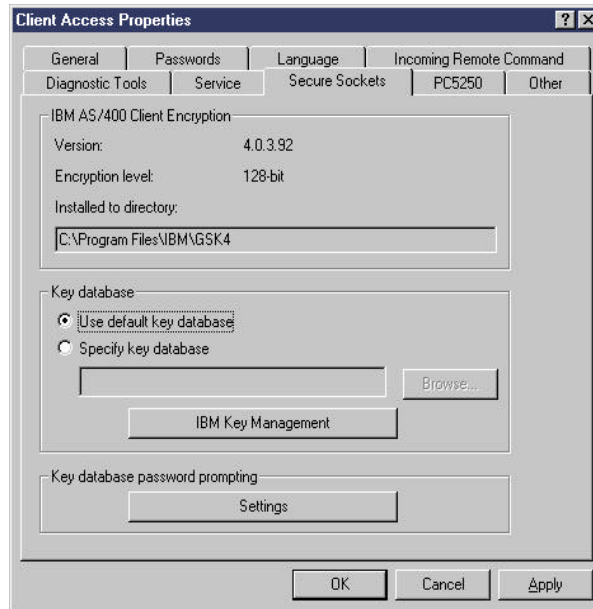 Client Access Properties
General Passwords Language Incoming Remote Command
Diagnostic Tools Service Secure Sockets PC5250 Other
IBM AS/400 Client Encryption
Version: 4.0.3.92
Encryption level: 128-bit
Installed to directory:
C:\Program Files\IBM\GSK4
Key database
Use default key database
Specify key database
Browse...
IBM Key Management
Key database password prompting
Settings
OK Cancel Apply